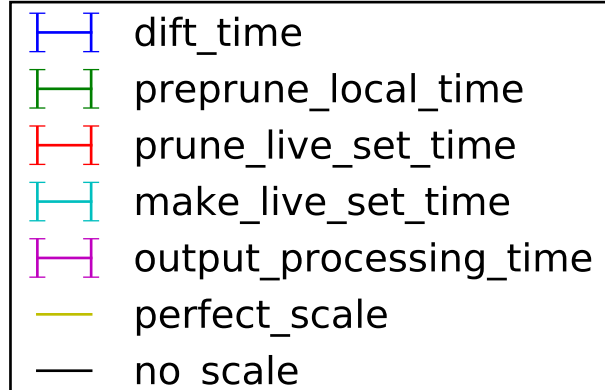 dift_time
preprune_local_time
prune_live_set_time
make_live_set_time
output_processing_time
perfect_scale
no_scale